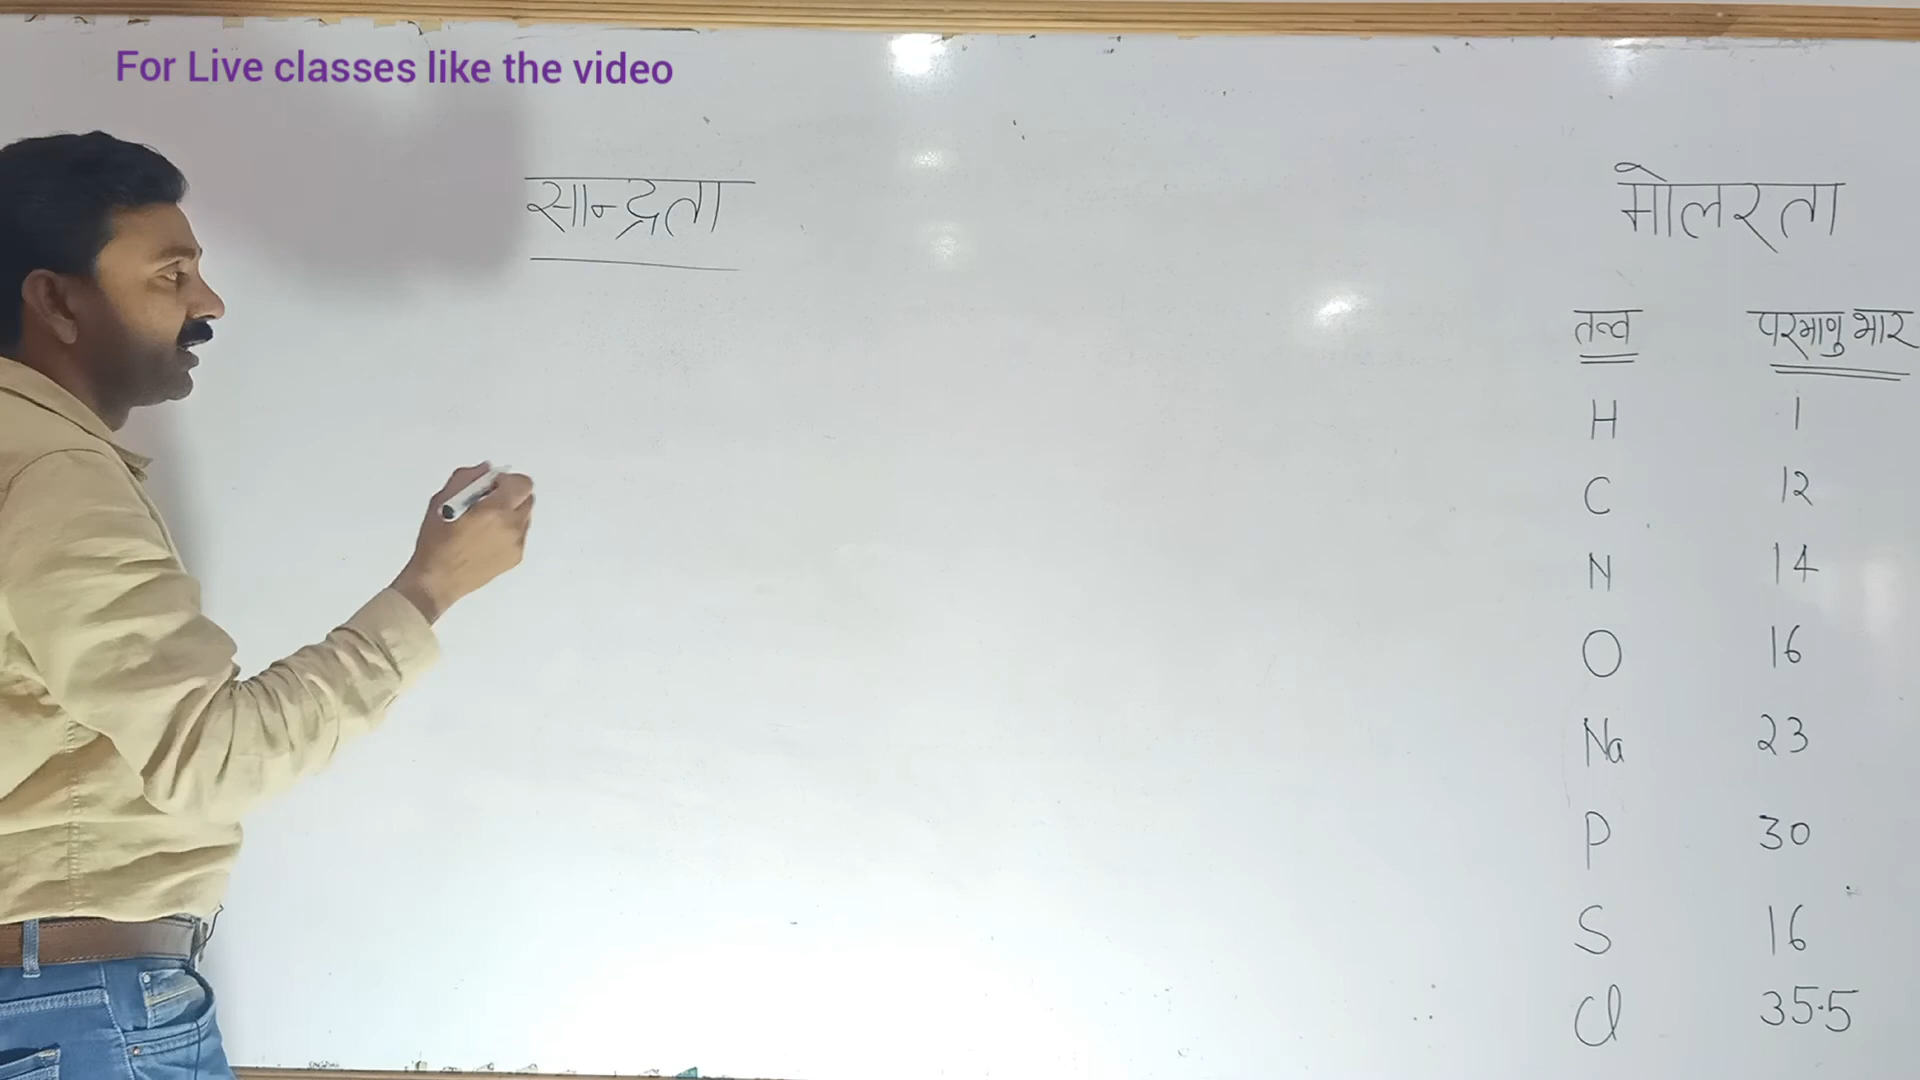 For Live classes like the video
सान्द्रता
मोलरता
तत्व परमाणु भार
H 1
C 12
N 14
O 16
Na 23
P 30
S 16
Cl 35.5